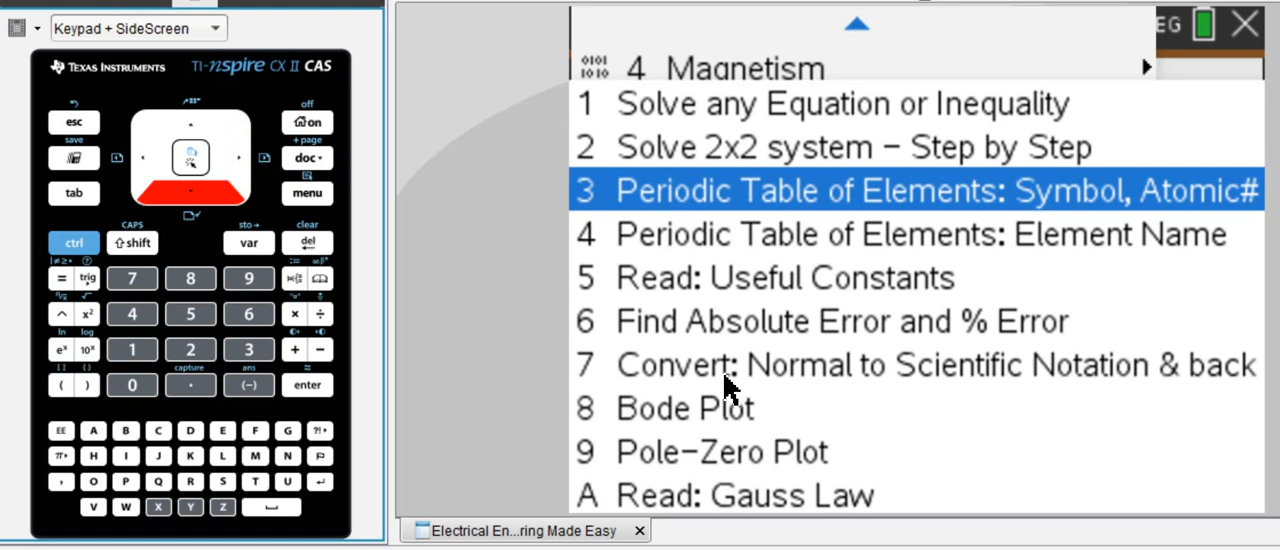 Keypad + SideScreen
TEXAS INSTRUMENTS TI-nspire CX II CAS
off
esc
on
save
+ page
doc
tab
menu
CAPS
sto→
clear
ctrl
shift
var
del
= trig 7 8 9
^ x² 4 5 6 × ÷
ln log
eˣ 10ˣ 1 2 3 + −
capture ans ≈
( ) 0 . (−) enter
EE A B C D E F G ?!▸
π▸ H I J K L M N
, O P Q R S T U
V W X Y Z
EG
0101
1010 4 Magnetism
1 Solve any Equation or Inequality
2 Solve 2x2 system – Step by Step
3 Periodic Table of Elements: Symbol, Atomic#
4 Periodic Table of Elements: Element Name
5 Read: Useful Constants
6 Find Absolute Error and % Error
7 Convert: Normal to Scientific Notation & back
8 Bode Plot
9 Pole–Zero Plot
A Read: Gauss Law
Electrical En...ring Made Easy